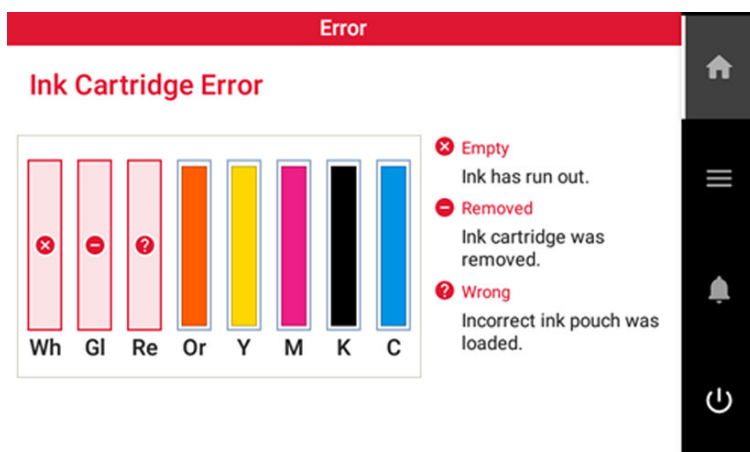 Error
Ink Cartridge Error
Empty
Ink has run out.
Removed
Ink cartridge was
removed.
Wrong
Incorrect ink pouch was
loaded.
Wh Gl Re Or Y M K C